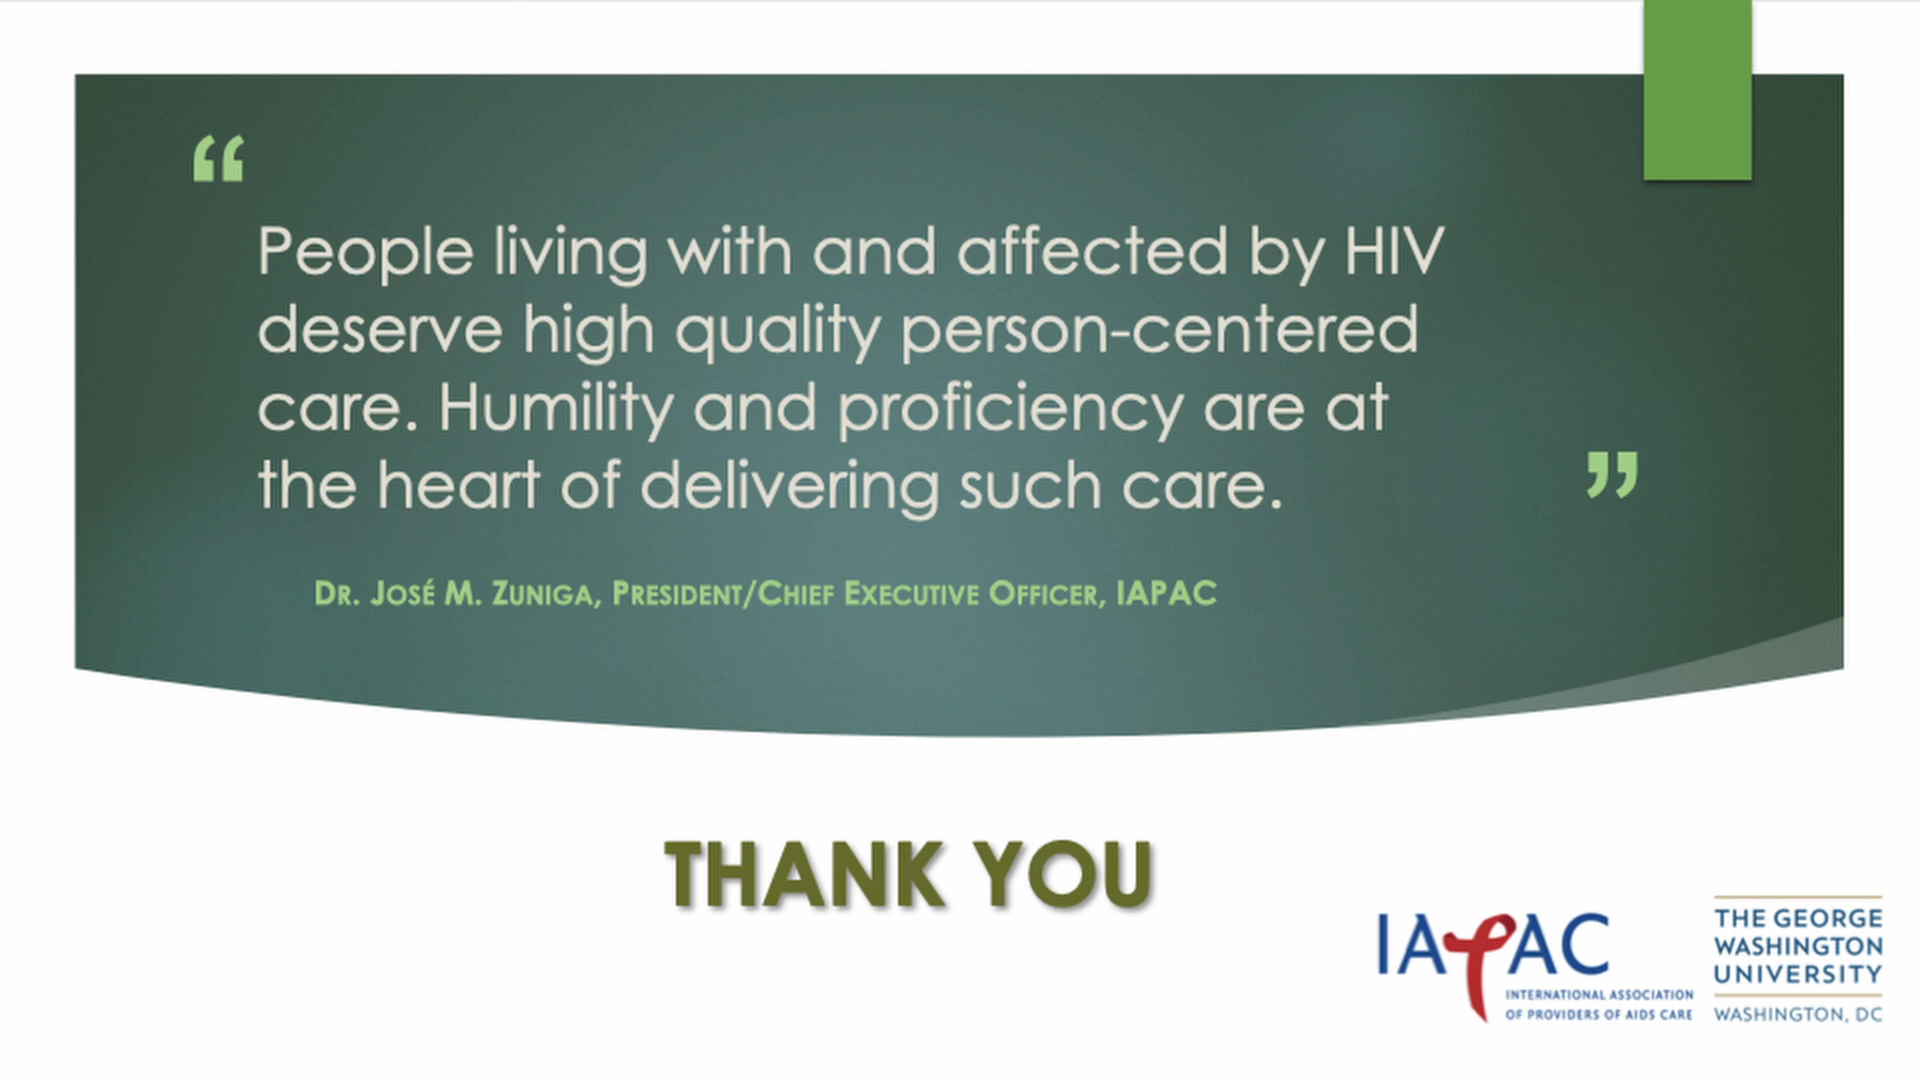 “
People living with and affected by HIV
deserve high quality person-centered
care. Humility and proficiency are at
the heart of delivering such care.
”
Dr. José M. Zuniga, President/Chief Executive Officer, IAPAC
THANK YOU
IAPAC
INTERNATIONAL ASSOCIATION
OF PROVIDERS OF AIDS CARE
THE GEORGE
WASHINGTON
UNIVERSITY
WASHINGTON, DC